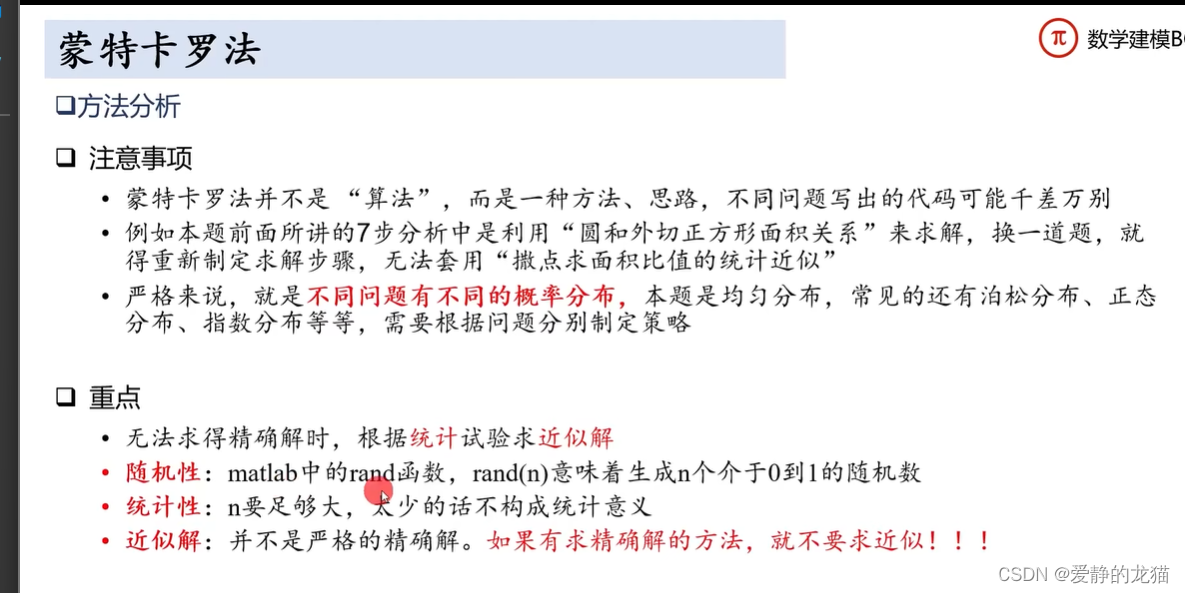 蒙特卡罗法
数学建模B
方法分析
注意事项
• 蒙特卡罗法并不是 “算法”，而是一种方法、思路，不同问题写出的代码可能千差万别
• 例如本题前面所讲的7步分析中是利用“圆和外切正方形面积关系”来求解，换一道题，就
得重新制定求解步骤，无法套用“撒点求面积比值的统计近似”
• 严格来说，就是不同问题有不同的概率分布，本题是均匀分布，常见的还有泊松分布、正态
分布、指数分布等等，需要根据问题分别制定策略
重点
• 无法求得精确解时，根据统计试验求近似解
• 随机性：matlab中的rand函数，rand(n)意味着生成n个介于0到1的随机数
• 统计性：n要足够大，太少的话不构成统计意义
• 近似解：并不是严格的精确解。如果有求精确解的方法，就不要求近似！！！
CSDN @爱静的龙猫